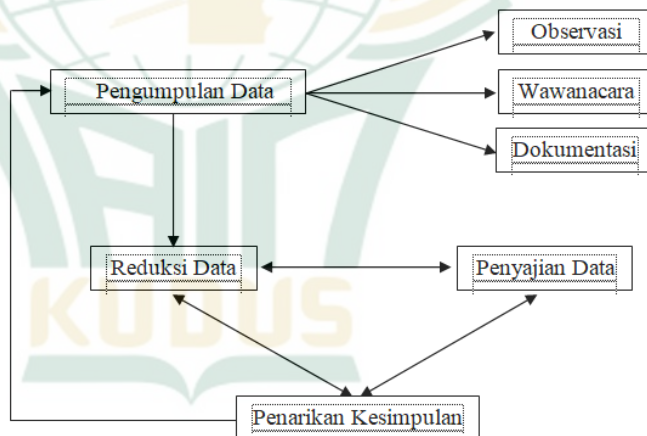 Observasi
Pengumpulan Data
Wawanacara
Dokumentasi
Reduksi Data
Penyajian Data
KUDUS
Penarikan Kesimpulan